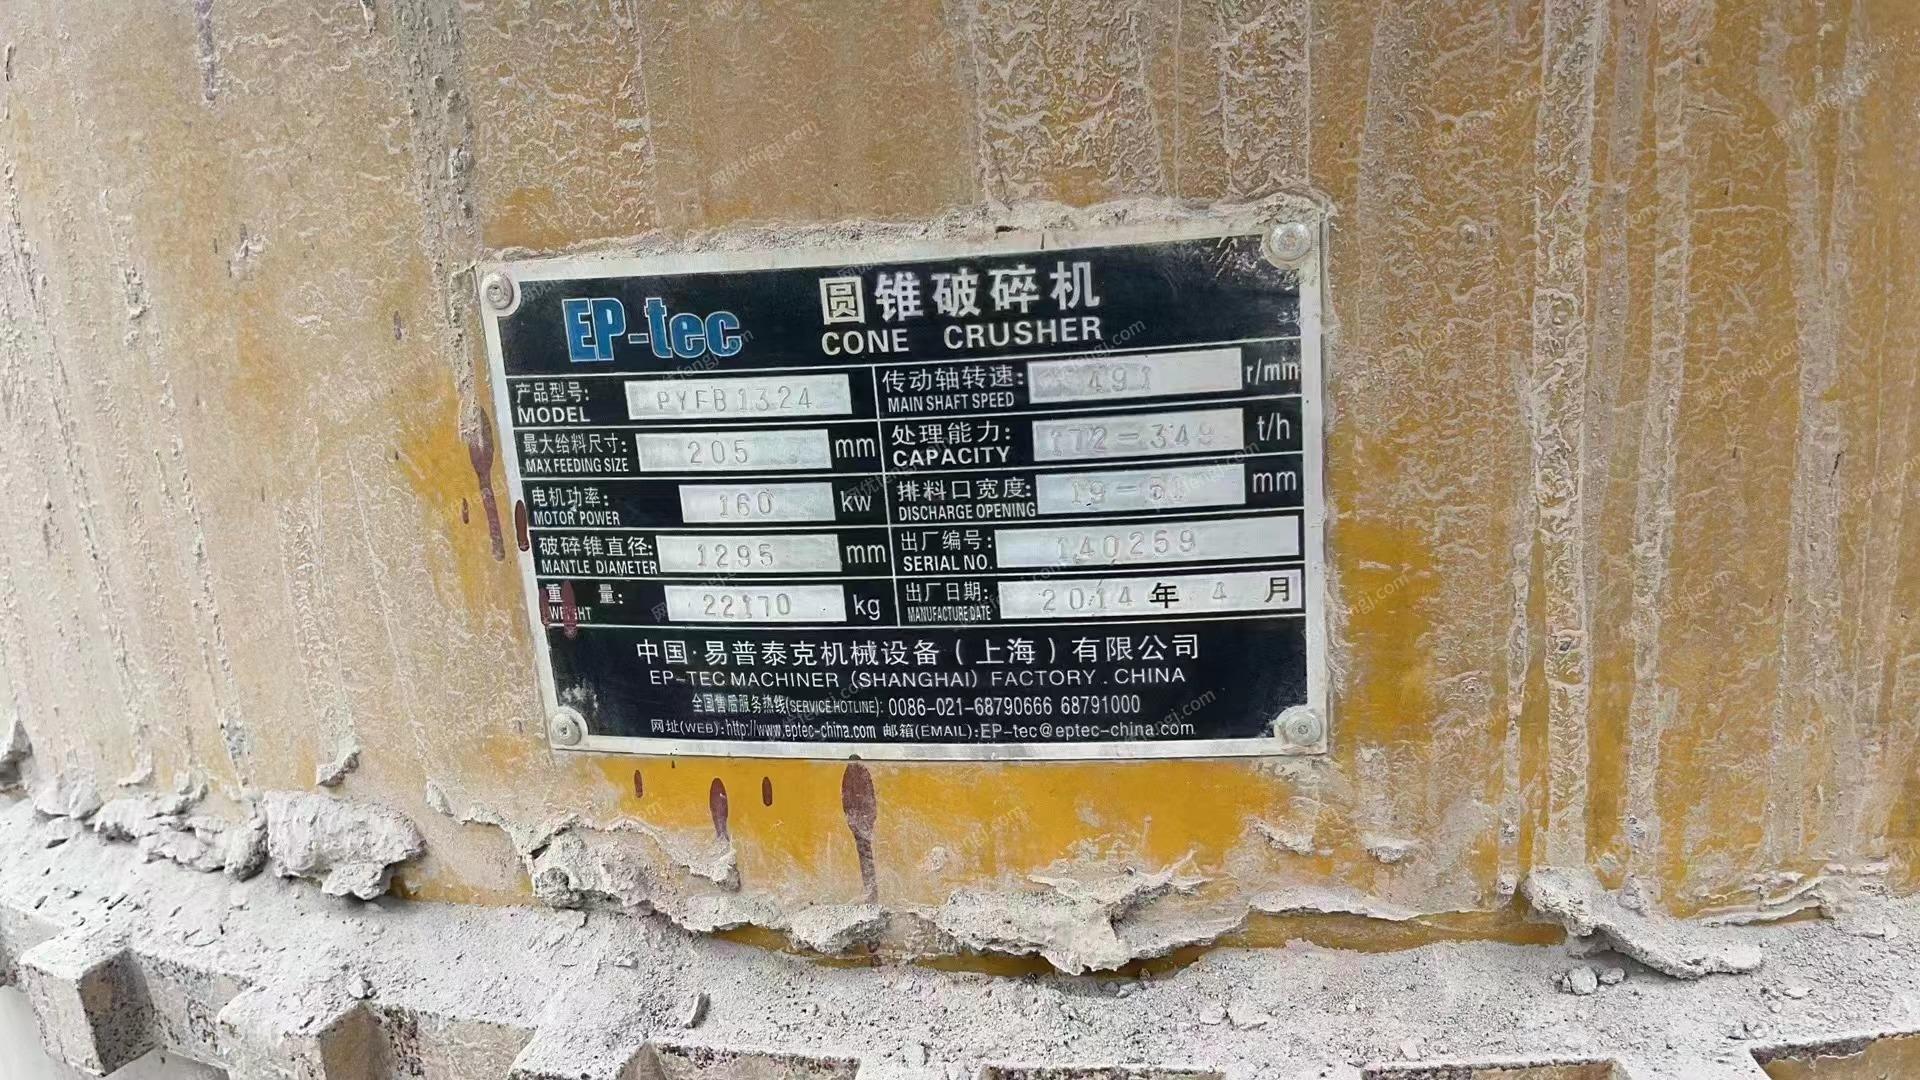 EP-tec 圆锥破碎机
CONE CRUSHER
产品型号: PYFB1324 传动轴转速: 491 r/min
MODEL MAIN SHAFT SPEED
最大给料尺寸: 205 mm 处理能力: 172-349 t/h
MAX FEEDING SIZE CAPACITY
电机功率: 160 kw 排料口宽度: 19-51 mm
MOTOR POWER DISCHARGE OPENING
破碎锥直径: 1295 mm 出厂编号: 140259
MANTLE DIAMETER SERIAL NO.
重 量: 22170 kg 出厂日期: 2014 年 4 月
WEIGHT MANUFACTURE DATE
中国·易普泰克机械设备(上海)有限公司
EP-TEC MACHINER (SHANGHAI) FACTORY . CHINA
全国售后服务热线(SERVICE HOTLINE): 0086-021-68790666 68791000
网址(WEB):http://www.eptec-china.com 邮箱(EMAIL):EP-tec@eptec-china.com